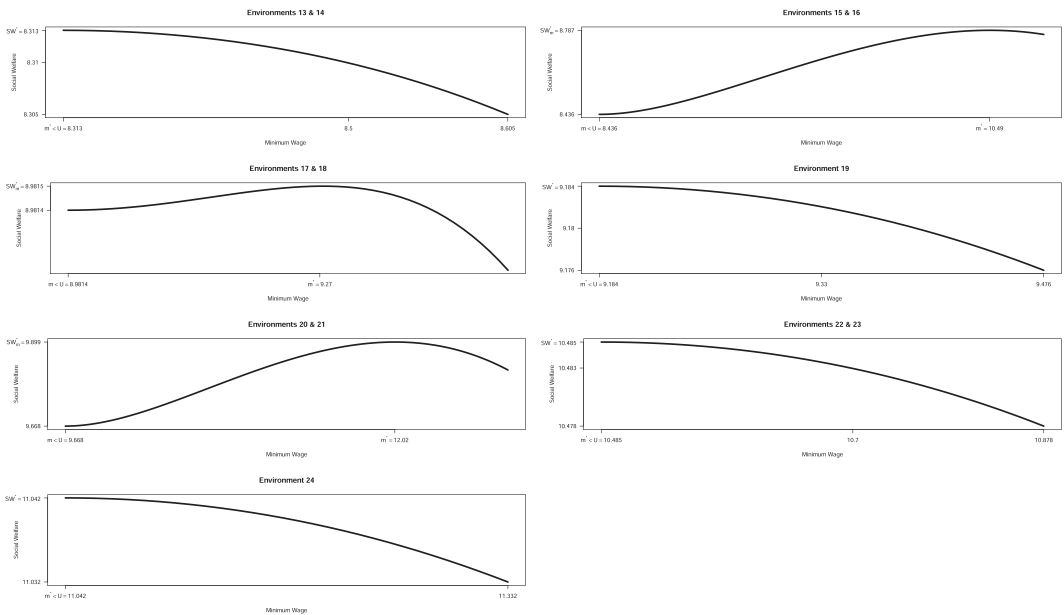 Environments 13 & 14
SW* = 8.313
8.31
8.305
Social Welfare
m* < U = 8.313
8.5
8.605
Minimum Wage
Environments 15 & 16
SW*m = 8.787
8.436
Social Welfare
m < U = 8.436
m* = 10.49
Minimum Wage
Environments 17 & 18
SW*m = 8.9815
8.9814
Social Welfare
m < U = 8.9814
m* = 9.27
Minimum Wage
Environment 19
SW* = 9.184
9.18
9.176
Social Welfare
m* < U = 9.184
9.33
9.476
Minimum Wage
Environments 20 & 21
SW*m = 9.899
9.668
Social Welfare
m < U = 9.668
m* = 12.02
Minimum Wage
Environments 22 & 23
SW* = 10.485
10.483
10.478
Social Welfare
m* < U = 10.485
10.7
10.878
Minimum Wage
Environment 24
SW* = 11.042
11.032
Social Welfare
m* < U = 11.042
11.332
Minimum Wage